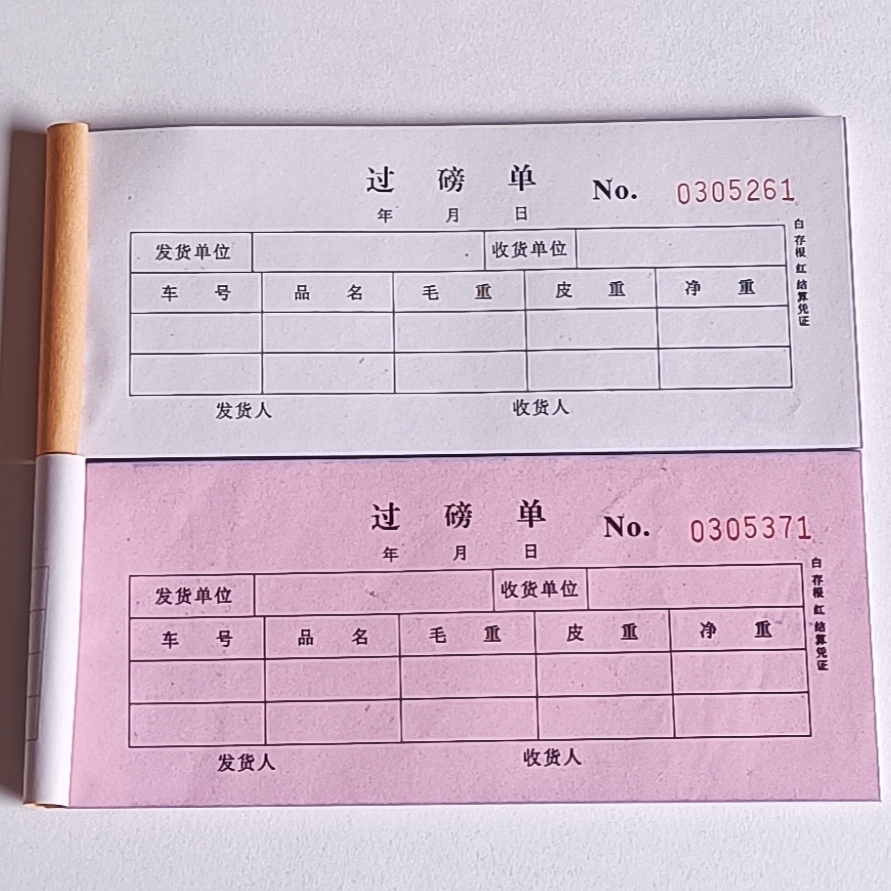 过 磅 单 No. 0305261
年 月 日
发货单位 收货单位
车 号 品 名 毛 重 皮 重 净 重
发货人 收货人
白存根 红结算凭证
过 磅 单 No. 0305371
年 月 日
发货单位 收货单位
车 号 品 名 毛 重 皮 重 净 重
发货人 收货人
白存根 红结算凭证